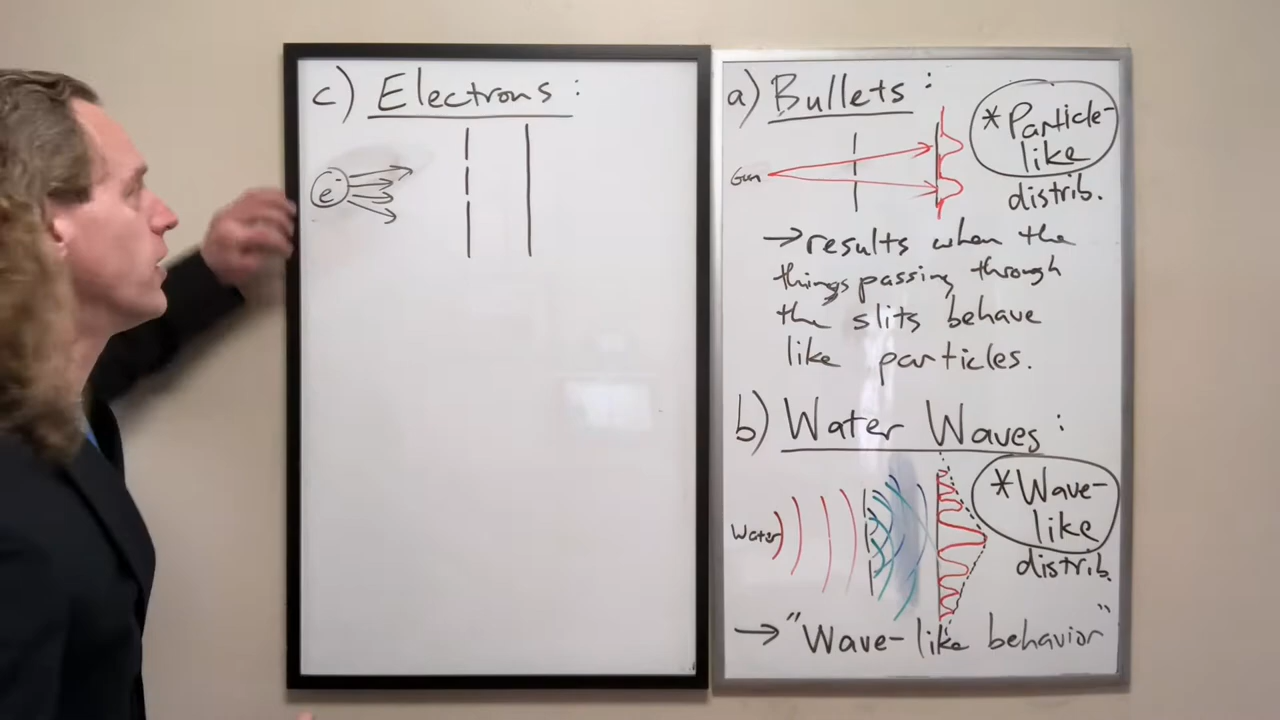 c) Electrons:
e⁻
a) Bullets:
*Particle-
like
distrib.
Gun
→results when the
things passing through
the slits behave
like particles.
b) Water Waves:
*Wave-
like
distrib.
Water
→ "Wave-like behavior"